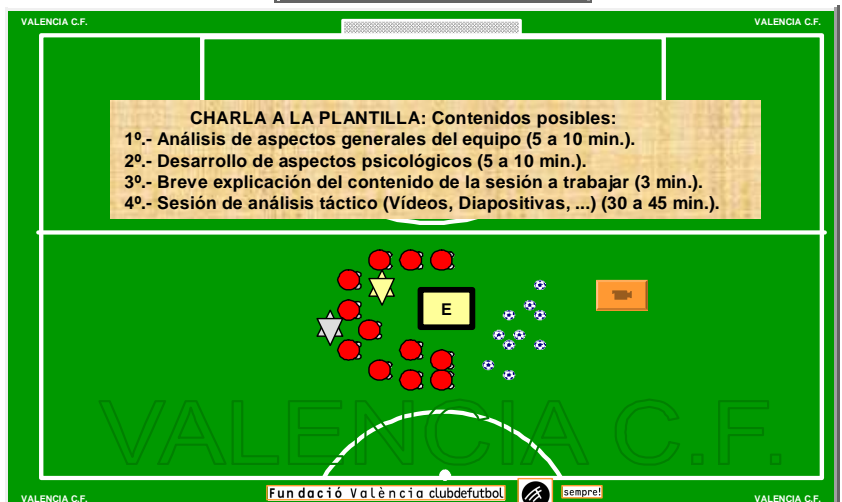 VALENCIA C.F. VALENCIA C.F.
CHARLA A LA PLANTILLA: Contenidos posibles:
1º.- Análisis de aspectos generales del equipo (5 a 10 min.).
2º.- Desarrollo de aspectos psicológicos (5 a 10 min.).
3º.- Breve explicación del contenido de la sesión a trabajar (3 min.).
4º.- Sesión de análisis táctico (Vídeos, Diapositivas, ...) (30 a 45 min.).
E
VALENCIA C.F.
Fundació València clubdefutbol sempre!
VALENCIA C.F. VALENCIA C.F.